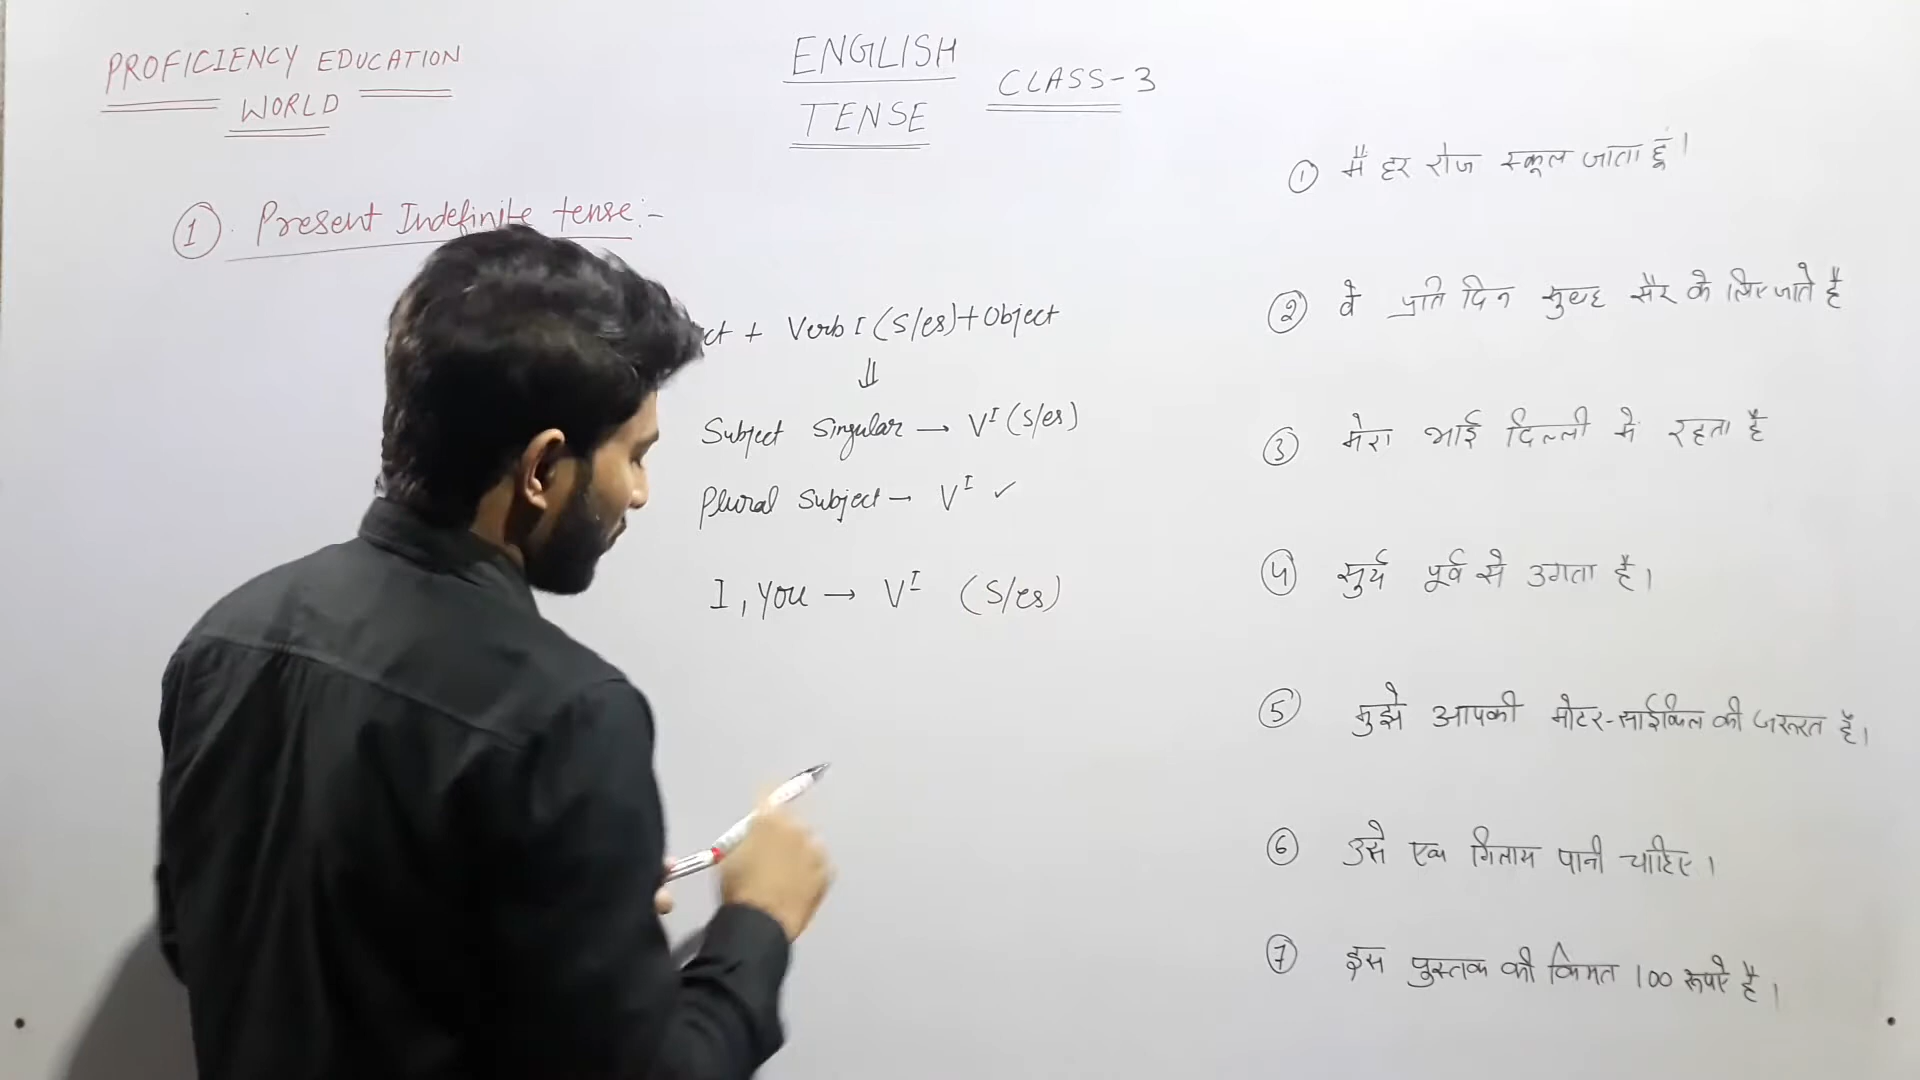 PROFICIENCY EDUCATION
WORLD
ENGLISH
TENSE
CLASS-3
① Present Indefinite tense:-
ct + Verb I (S/es)+Object
⇓
Subject Singular → V^I (S/es)
Plural Subject – V^I ✓
I, You → V^I (S/es)
① मैं हर रोज स्कूल जाता हूं।
② वे प्रति दिन सुबह सैर के लिए जाते है
③ मेरा भाई दिल्ली में रहता है
④ सुर्य पूर्व से उगता है।
⑤ मुझे आपकी मोटर-साईकिल की जरूरत है।
⑥ उसे एक गिलास पानी चाहिए।
⑦ इस पुस्तक की किमत 100 रूपए है।